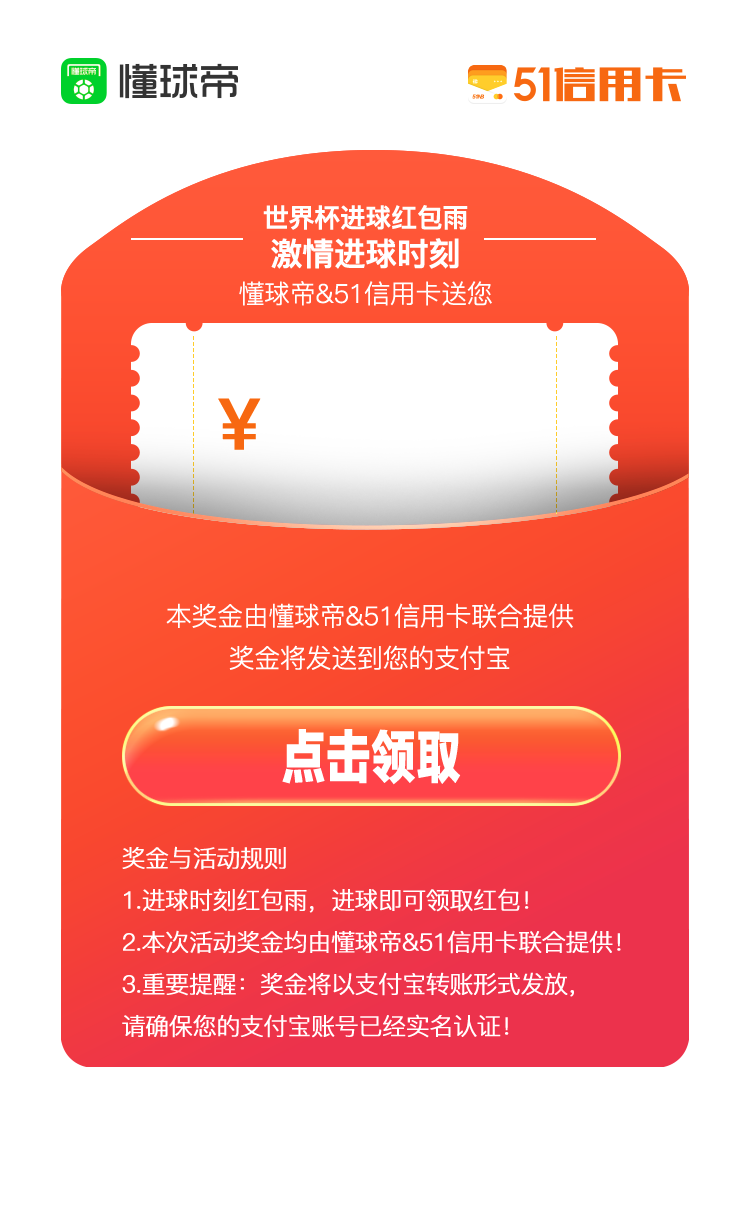 懂球帝
懂球帝
51信用卡
世界杯进球红包雨
激情进球时刻
懂球帝&51信用卡送您
¥
本奖金由懂球帝&51信用卡联合提供
奖金将发送到您的支付宝
点击领取
奖金与活动规则
1.进球时刻红包雨，进球即可领取红包！
2.本次活动奖金均由懂球帝&51信用卡联合提供！
3.重要提醒：奖金将以支付宝转账形式发放，
请确保您的支付宝账号已经实名认证！